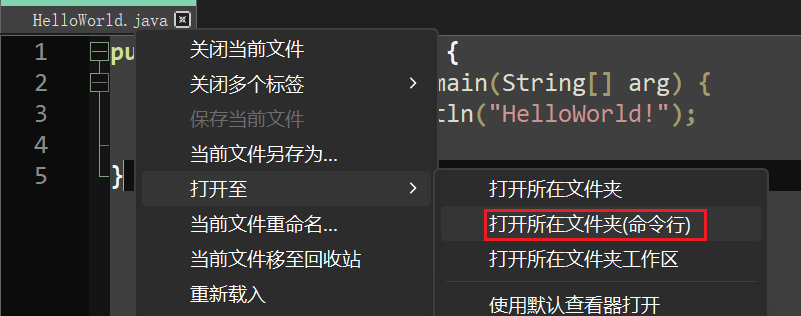 HelloWorld.java
1 pu {
关闭当前文件
2 main(String[] arg) {
关闭多个标签
3 tln("HelloWorld!");
保存当前文件
4
当前文件另存为...
5 }
打开至
打开所在文件夹
当前文件重命名...
打开所在文件夹(命令行)
当前文件移至回收站
打开所在文件夹工作区
重新载入
使用默认查看器打开